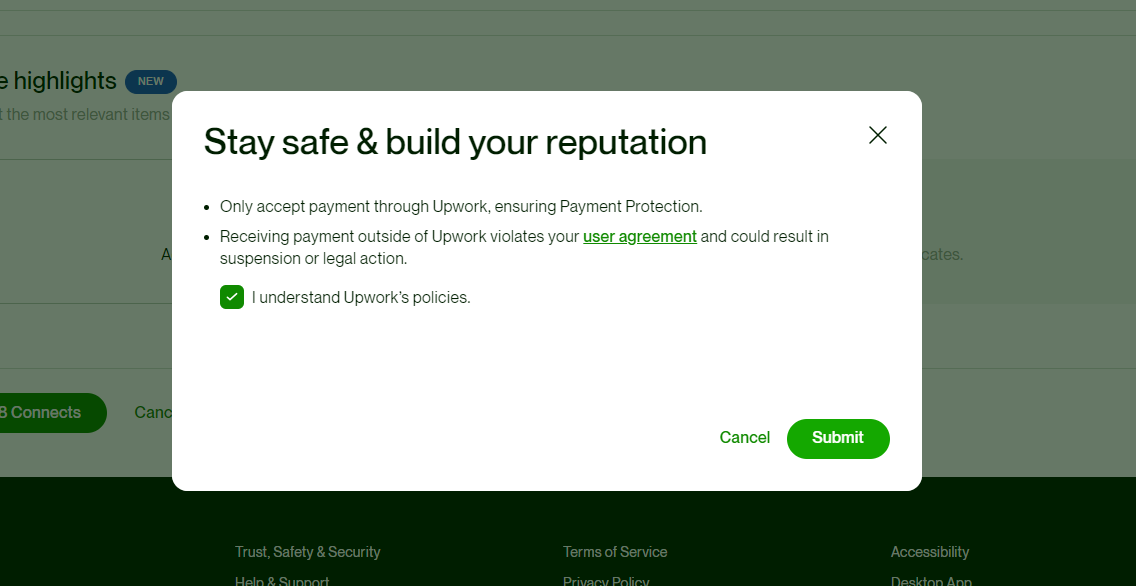 e highlights NEW
t the most relevant items
Stay safe & build your reputation
Only accept payment through Upwork, ensuring Payment Protection.
Receiving payment outside of Upwork violates your user agreement and could result in
suspension or legal action.
A
cates.
I understand Upwork's policies.
B Connects
Canc
Cancel
Submit
Trust, Safety & Security
Terms of Service
Accessibility
Help & Support
Privacy Policy
Desktop App